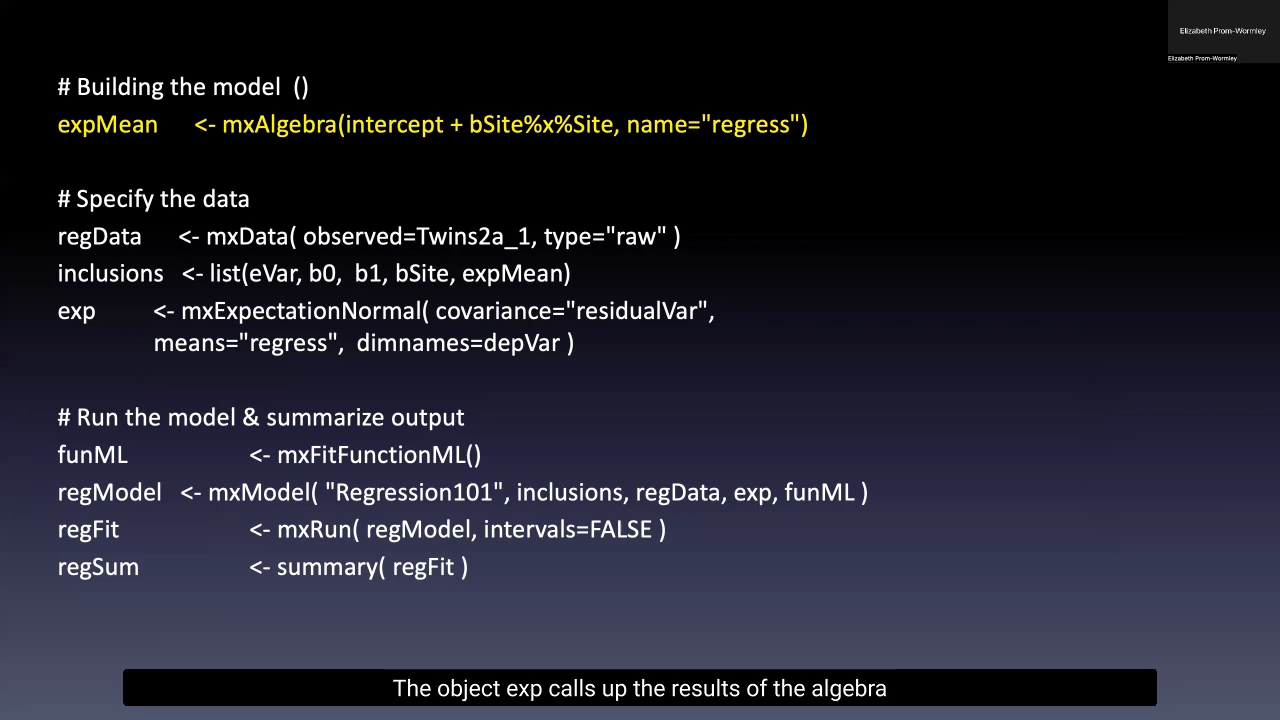 Elizabeth Prom-Wormley
Elizabeth Prom-Wormley
# Building the model ()
expMean <- mxAlgebra(intercept + bSite%x%Site, name="regress")
# Specify the data
regData <- mxData( observed=Twins2a_1, type="raw" )
inclusions <- list(eVar, b0, b1, bSite, expMean)
exp <- mxExpectationNormal( covariance="residualVar",
means="regress", dimnames=depVar )
# Run the model & summarize output
funML <- mxFitFunctionML()
regModel <- mxModel( "Regression101", inclusions, regData, exp, funML )
regFit <- mxRun( regModel, intervals=FALSE )
regSum <- summary( regFit )
The object exp calls up the results of the algebra